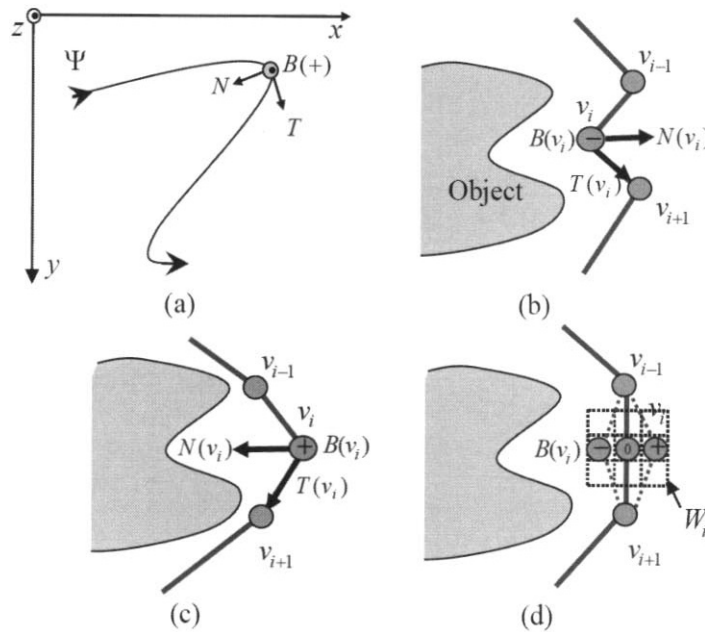 z x
Ψ B(+)
N
T
y
(a)
v_{i-1}
v_i
B(v_i) − N(v_i)
T(v_i)
Object
v_{i+1}
(b)
v_{i-1}
v_i
N(v_i) + B(v_i)
T(v_i)
v_{i+1}
(c)
v_{i-1}
v_i
B(v_i) − 0 +
W_i
v_{i+1}
(d)